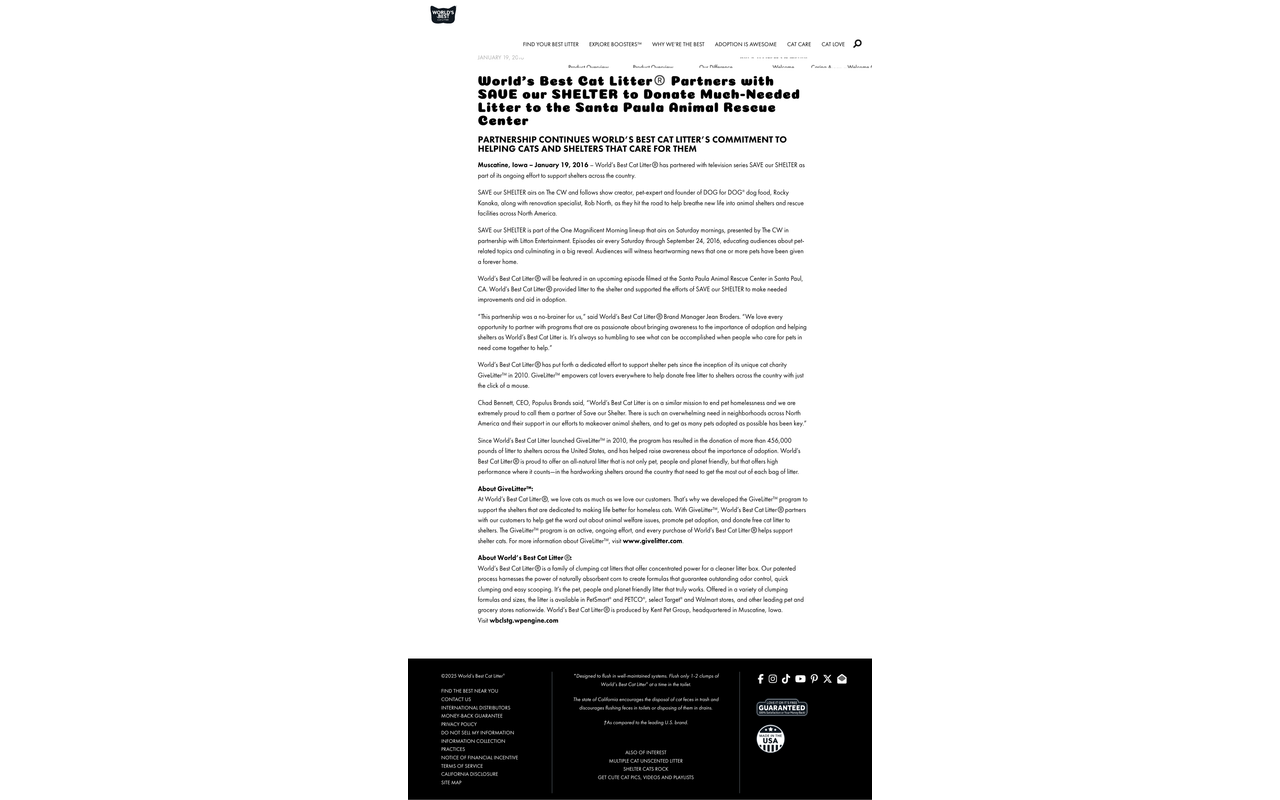 WORLD'S
BEST
FIND YOUR BEST LITTER
EXPLORE BOOSTERS™
WHY WE'RE THE BEST
ADOPTION IS AWESOME
CAT CARE
CAT LOVE
JANUARY 19, 20
Product Overview
Product Overview
Our Difference
Welcome
World's Best Cat Litter® Partners with
SAVE our SHELTER to Donate Much-Needed
Litter to the Santa Paula Animal Rescue
Center
PARTNERSHIP CONTINUES WORLD'S BEST CAT LITTER'S COMMITMENT TO
HELPING CATS AND SHELTERS THAT CARE FOR THEM
Muscatine, Iowa – January 19, 2016 – World's Best Cat Litter® has partnered with television series SAVE our SHELTER as
part of its ongoing effort to support shelters across the country.
SAVE our SHELTER airs on The CW and follows show creator, pet-expert and founder of DOG for DOG® dog food, Rocky
Kanaka, along with renovation specialist, Rob North, as they hit the road to help breathe new life into animal shelters and rescue
facilities across North America.
SAVE our SHELTER is part of the One Magnificent Morning lineup that airs on Saturday mornings, presented by The CW in
partnership with Litton Entertainment. Episodes air every Saturday through September 24, 2016, educating audiences about pet-
related topics and culminating in a big reveal. Audiences will witness heartwarming news that one or more pets have been given
a forever home.
World's Best Cat Litter® will be featured in an upcoming episode filmed at the Santa Paula Animal Rescue Center in Santa Paul,
CA. World's Best Cat Litter® provided litter to the shelter and supported the efforts of SAVE our SHELTER to make needed
improvements and aid in adoption.
"This partnership was a no-brainer for us," said World's Best Cat Litter® Brand Manager Jean Broders. "We love every
opportunity to partner with programs that are as passionate about bringing awareness to the importance of adoption and helping
shelters as World's Best Cat Litter is. It's always so humbling to see what can be accomplished when people who care for pets in
need come together to help."
World's Best Cat Litter® has put forth a dedicated effort to support shelter pets since the inception of its unique cat charity
GiveLitter™ in 2010. GiveLitter™ empowers cat lovers everywhere to help donate free litter to shelters across the country with just
the click of a mouse.
Chad Bennett, CEO, Populus Brands said, "World's Best Cat Litter is on a similar mission to end pet homelessness and we are
extremely proud to call them a partner of Save our Shelter. There is such an overwhelming need in neighborhoods across North
America and their support in our efforts to makeover animal shelters, and to get as many pets adopted as possible has been key."
Since World's Best Cat Litter launched GiveLitter™ in 2010, the program has resulted in the donation of more than 456,000
pounds of litter to shelters across the United States, and has helped raise awareness about the importance of adoption. World's
Best Cat Litter® is proud to offer an all-natural litter that is not only pet, people and planet friendly, but that offers high
performance where it counts—in the hardworking shelters around the country that need to get the most out of each bag of litter.
About GiveLitter™:
At World's Best Cat Litter®, we love cats as much as we love our customers. That's why we developed the GiveLitter™ program to
support the shelters that are dedicated to making life better for homeless cats. With GiveLitter™, World's Best Cat Litter® partners
with our customers to help get the word out about animal welfare issues, promote pet adoption, and donate free cat litter to
shelters. The GiveLitter™ program is an active, ongoing effort, and every purchase of World's Best Cat Litter® helps support
shelter cats. For more information about GiveLitter™, visit www.givelitter.com.
About World's Best Cat Litter®:
World's Best Cat Litter® is a family of clumping cat litters that offer concentrated power for a cleaner litter box. Our patented
process harnesses the power of naturally absorbent corn to create formulas that guarantee outstanding odor control, quick
clumping and easy scooping. It's the pet, people and planet friendly litter that truly works. Offered in a variety of clumping
formulas and sizes, the litter is available in PetSmart® and PETCO®, select Target® and Walmart stores, and other leading pet and
grocery stores nationwide. World's Best Cat Litter® is produced by Kent Pet Group, headquartered in Muscatine, Iowa.
Visit wbclstg.wpengine.com
©2025 World's Best Cat Litter®
FIND THE BEST NEAR YOU
CONTACT US
INTERNATIONAL DISTRIBUTORS
MONEY-BACK GUARANTEE
PRIVACY POLICY
DO NOT SELL MY INFORMATION
INFORMATION COLLECTION
PRACTICES
NOTICE OF FINANCIAL INCENTIVE
TERMS OF SERVICE
CALIFORNIA DISCLOSURE
SITE MAP
*Designed to flush in well-maintained systems. Flush only 1-2 clumps of
World's Best Cat Litter® at a time in the toilet.
The state of California encourages the disposal of cat feces in trash and
discourages flushing feces in toilets or disposing of them in drains.
†As compared to the leading U.S. brand.
ALSO OF INTEREST
MULTIPLE CAT UNSCENTED LITTER
SHELTER CATS ROCK
GET CUTE CAT PICS, VIDEOS AND PLAYLISTS
GUARANTEED
MADE IN THE
USA